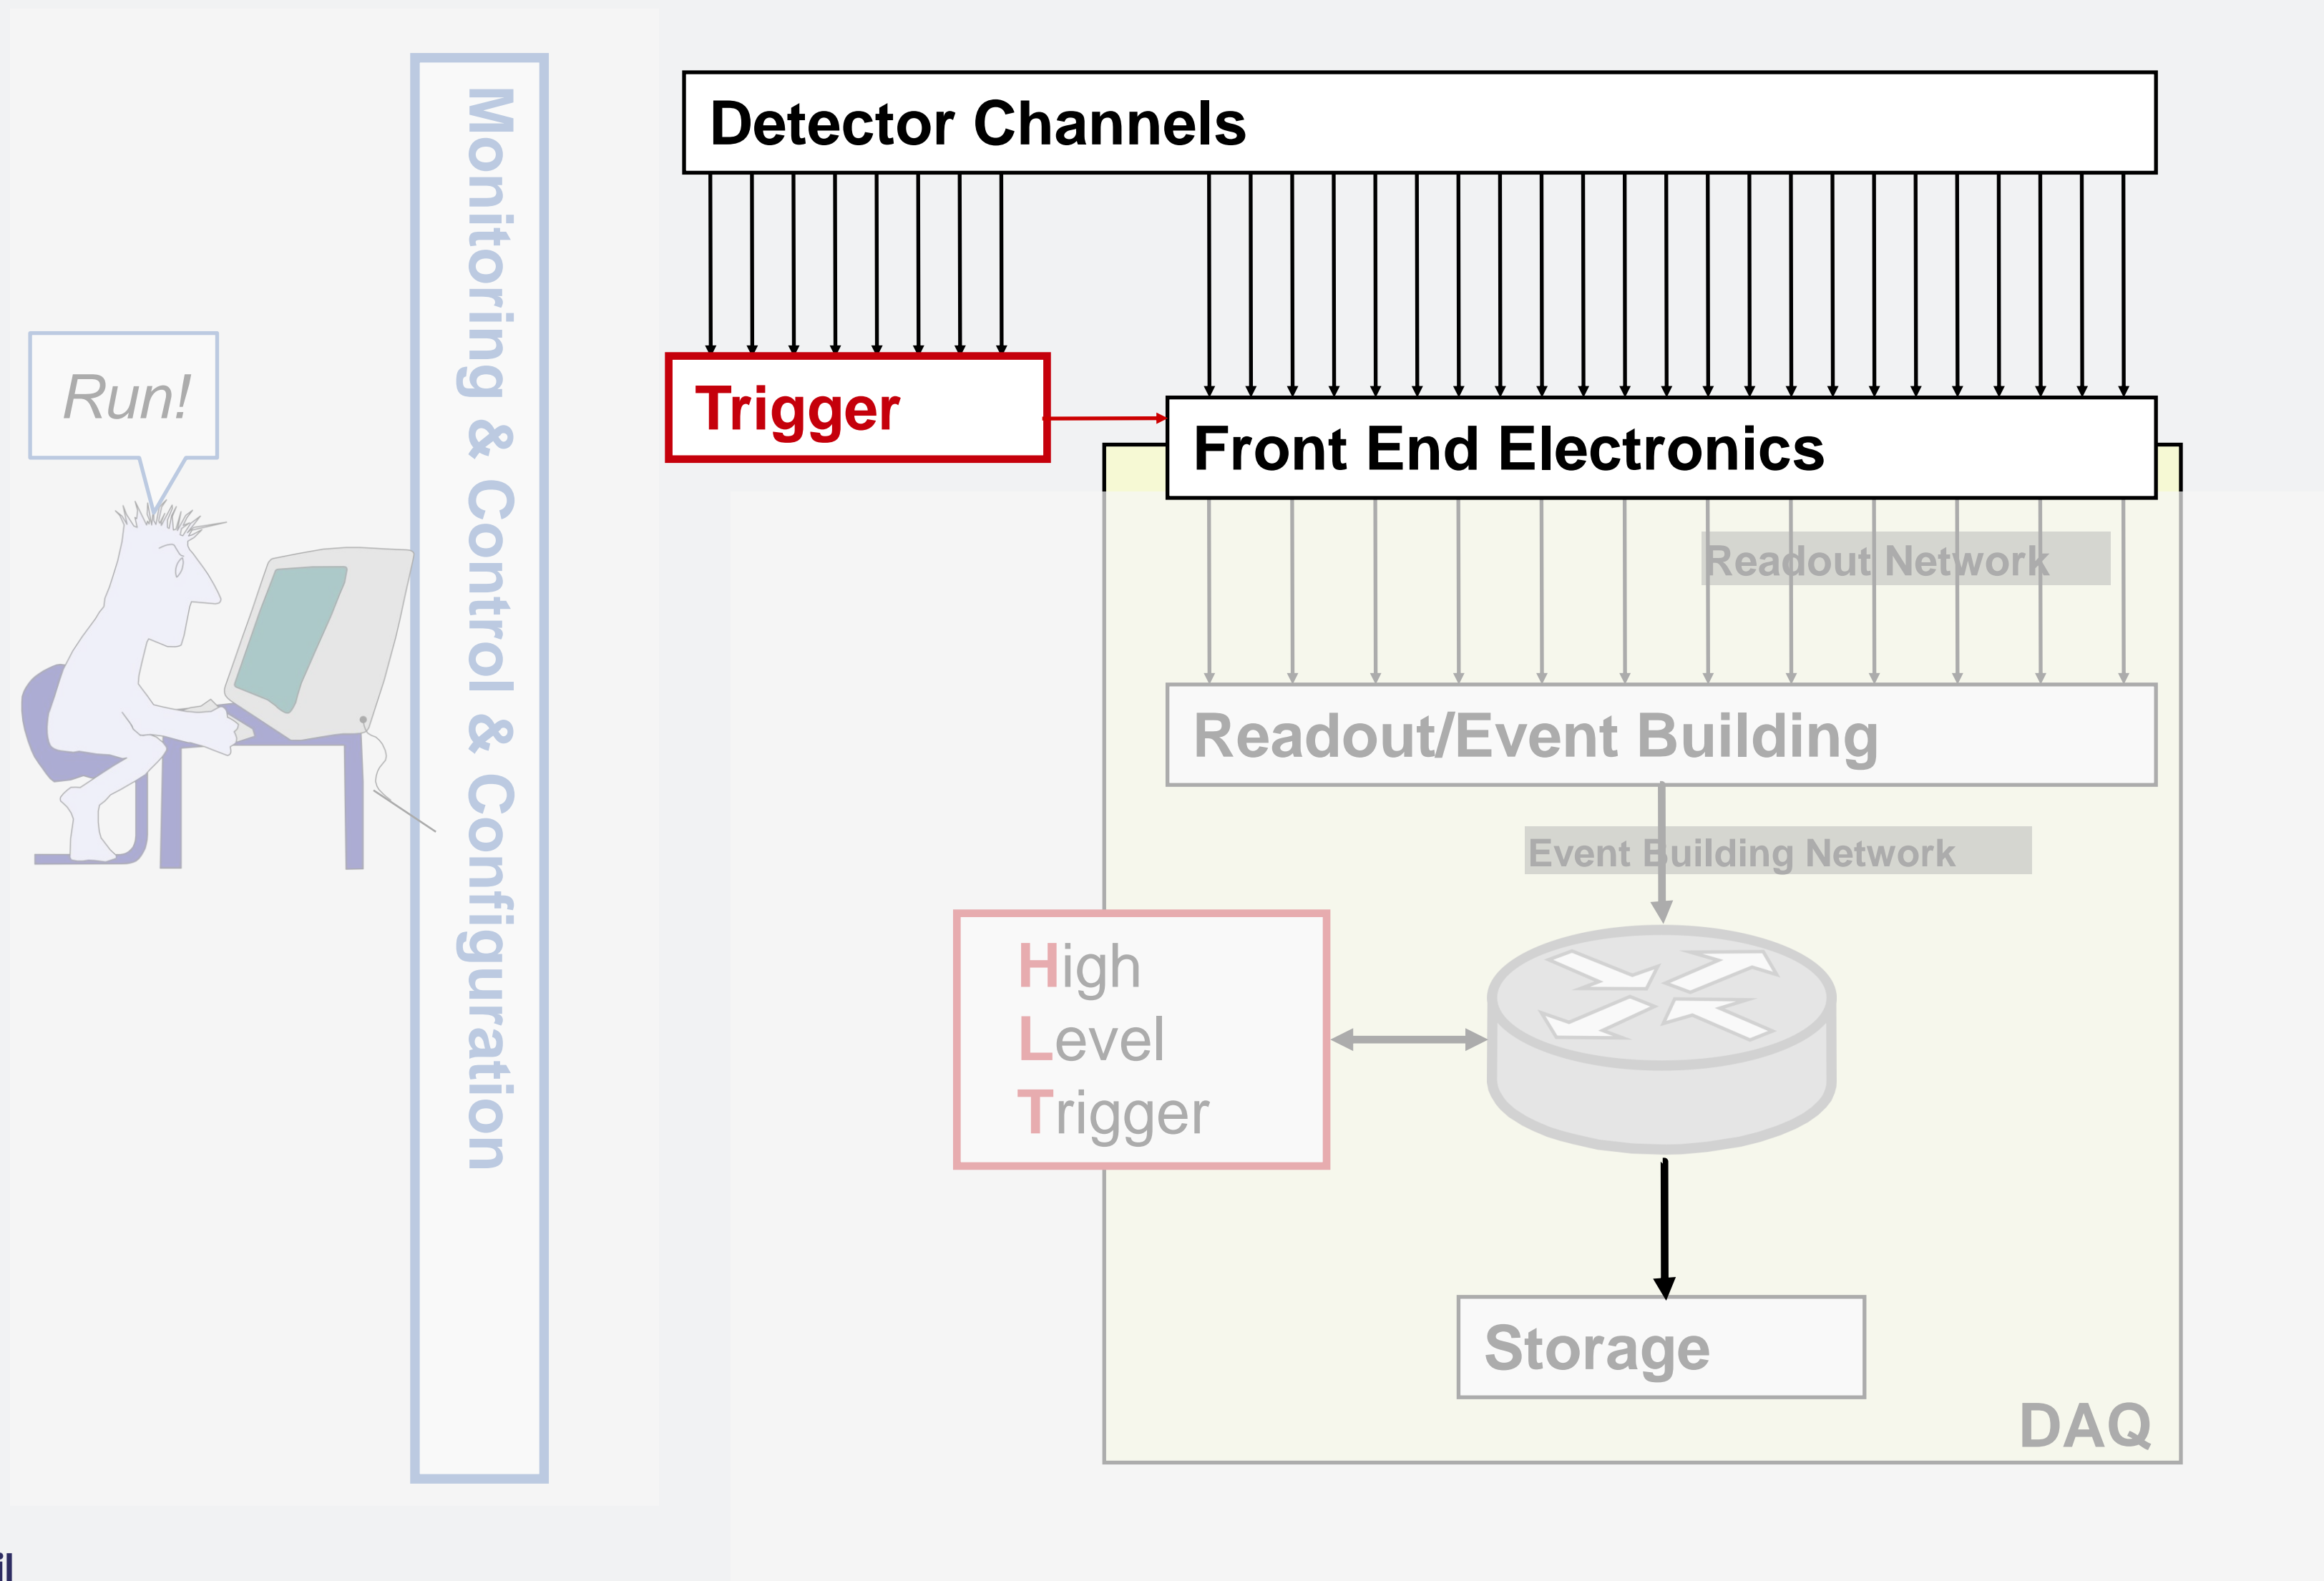 Detector Channels
Monitoring & Control & Configuration
Run!
Trigger
Front End Electronics
Readout Network
Readout/Event Building
Event Building Network
High
Level
Trigger
Storage
DAQ
il